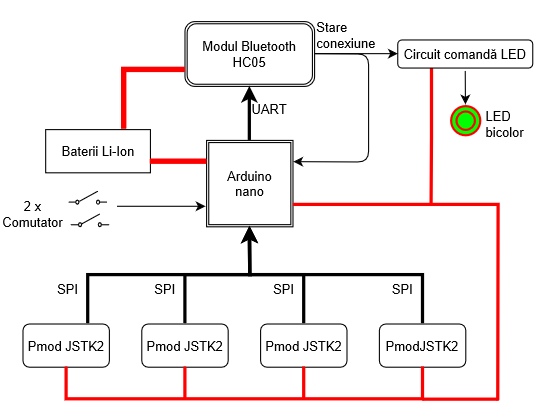 Stare
conexiune
Modul Bluetooth
HC05
Circuit comandă LED
UART
LED
bicolor
Baterii Li-Ion
Arduino
nano
2 x
Comutator
SPI
SPI
SPI
SPI
Pmod JSTK2
Pmod JSTK2
Pmod JSTK2
PmodJSTK2